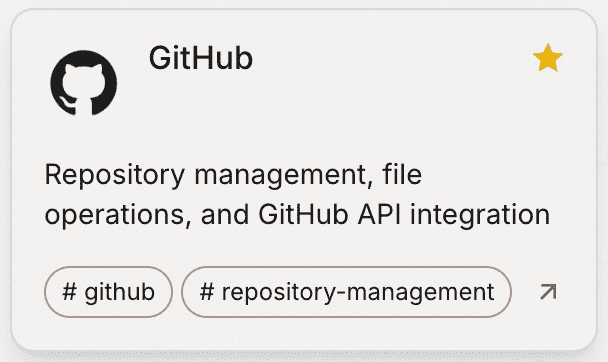 GitHub
Repository management, file
operations, and GitHub API integration
# github
# repository-management